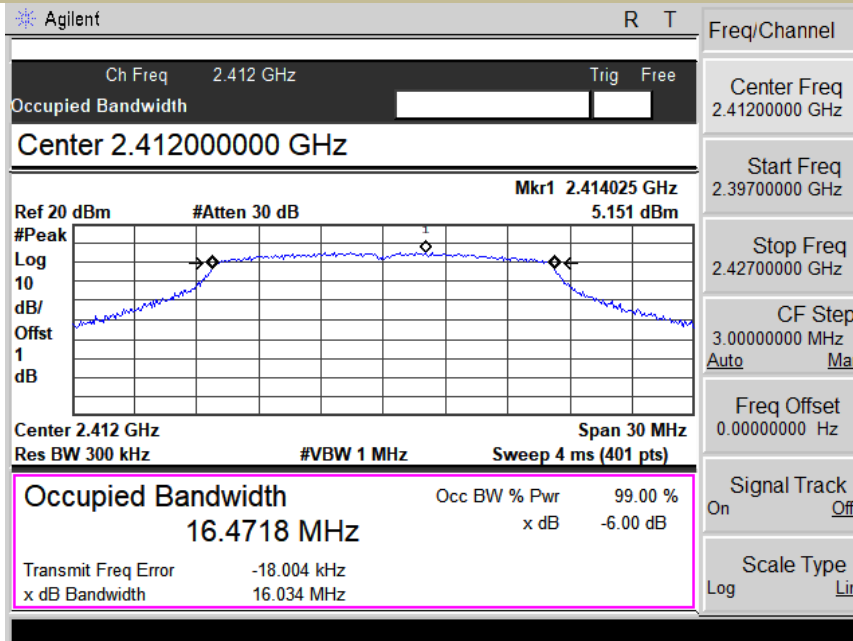 Agilent R T
Freq/Channel
Ch Freq 2.412 GHz Trig Free
Occupied Bandwidth
Center 2.412000000 GHz
Mkr1 2.414025 GHz
Ref 20 dBm #Atten 30 dB 5.151 dBm
#Peak
Log
10
dB/
Offst
1
dB
1
Center 2.412 GHz Span 30 MHz
Res BW 300 kHz #VBW 1 MHz Sweep 4 ms (401 pts)
Occupied Bandwidth
16.4718 MHz
Occ BW % Pwr 99.00 %
x dB -6.00 dB
Transmit Freq Error -18.004 kHz
x dB Bandwidth 16.034 MHz
Center Freq
2.41200000 GHz
Start Freq
2.39700000 GHz
Stop Freq
2.42700000 GHz
CF Step
3.00000000 MHz
Auto Ma
Freq Offset
0.00000000 Hz
Signal Track
On Off
Scale Type
Log Lin